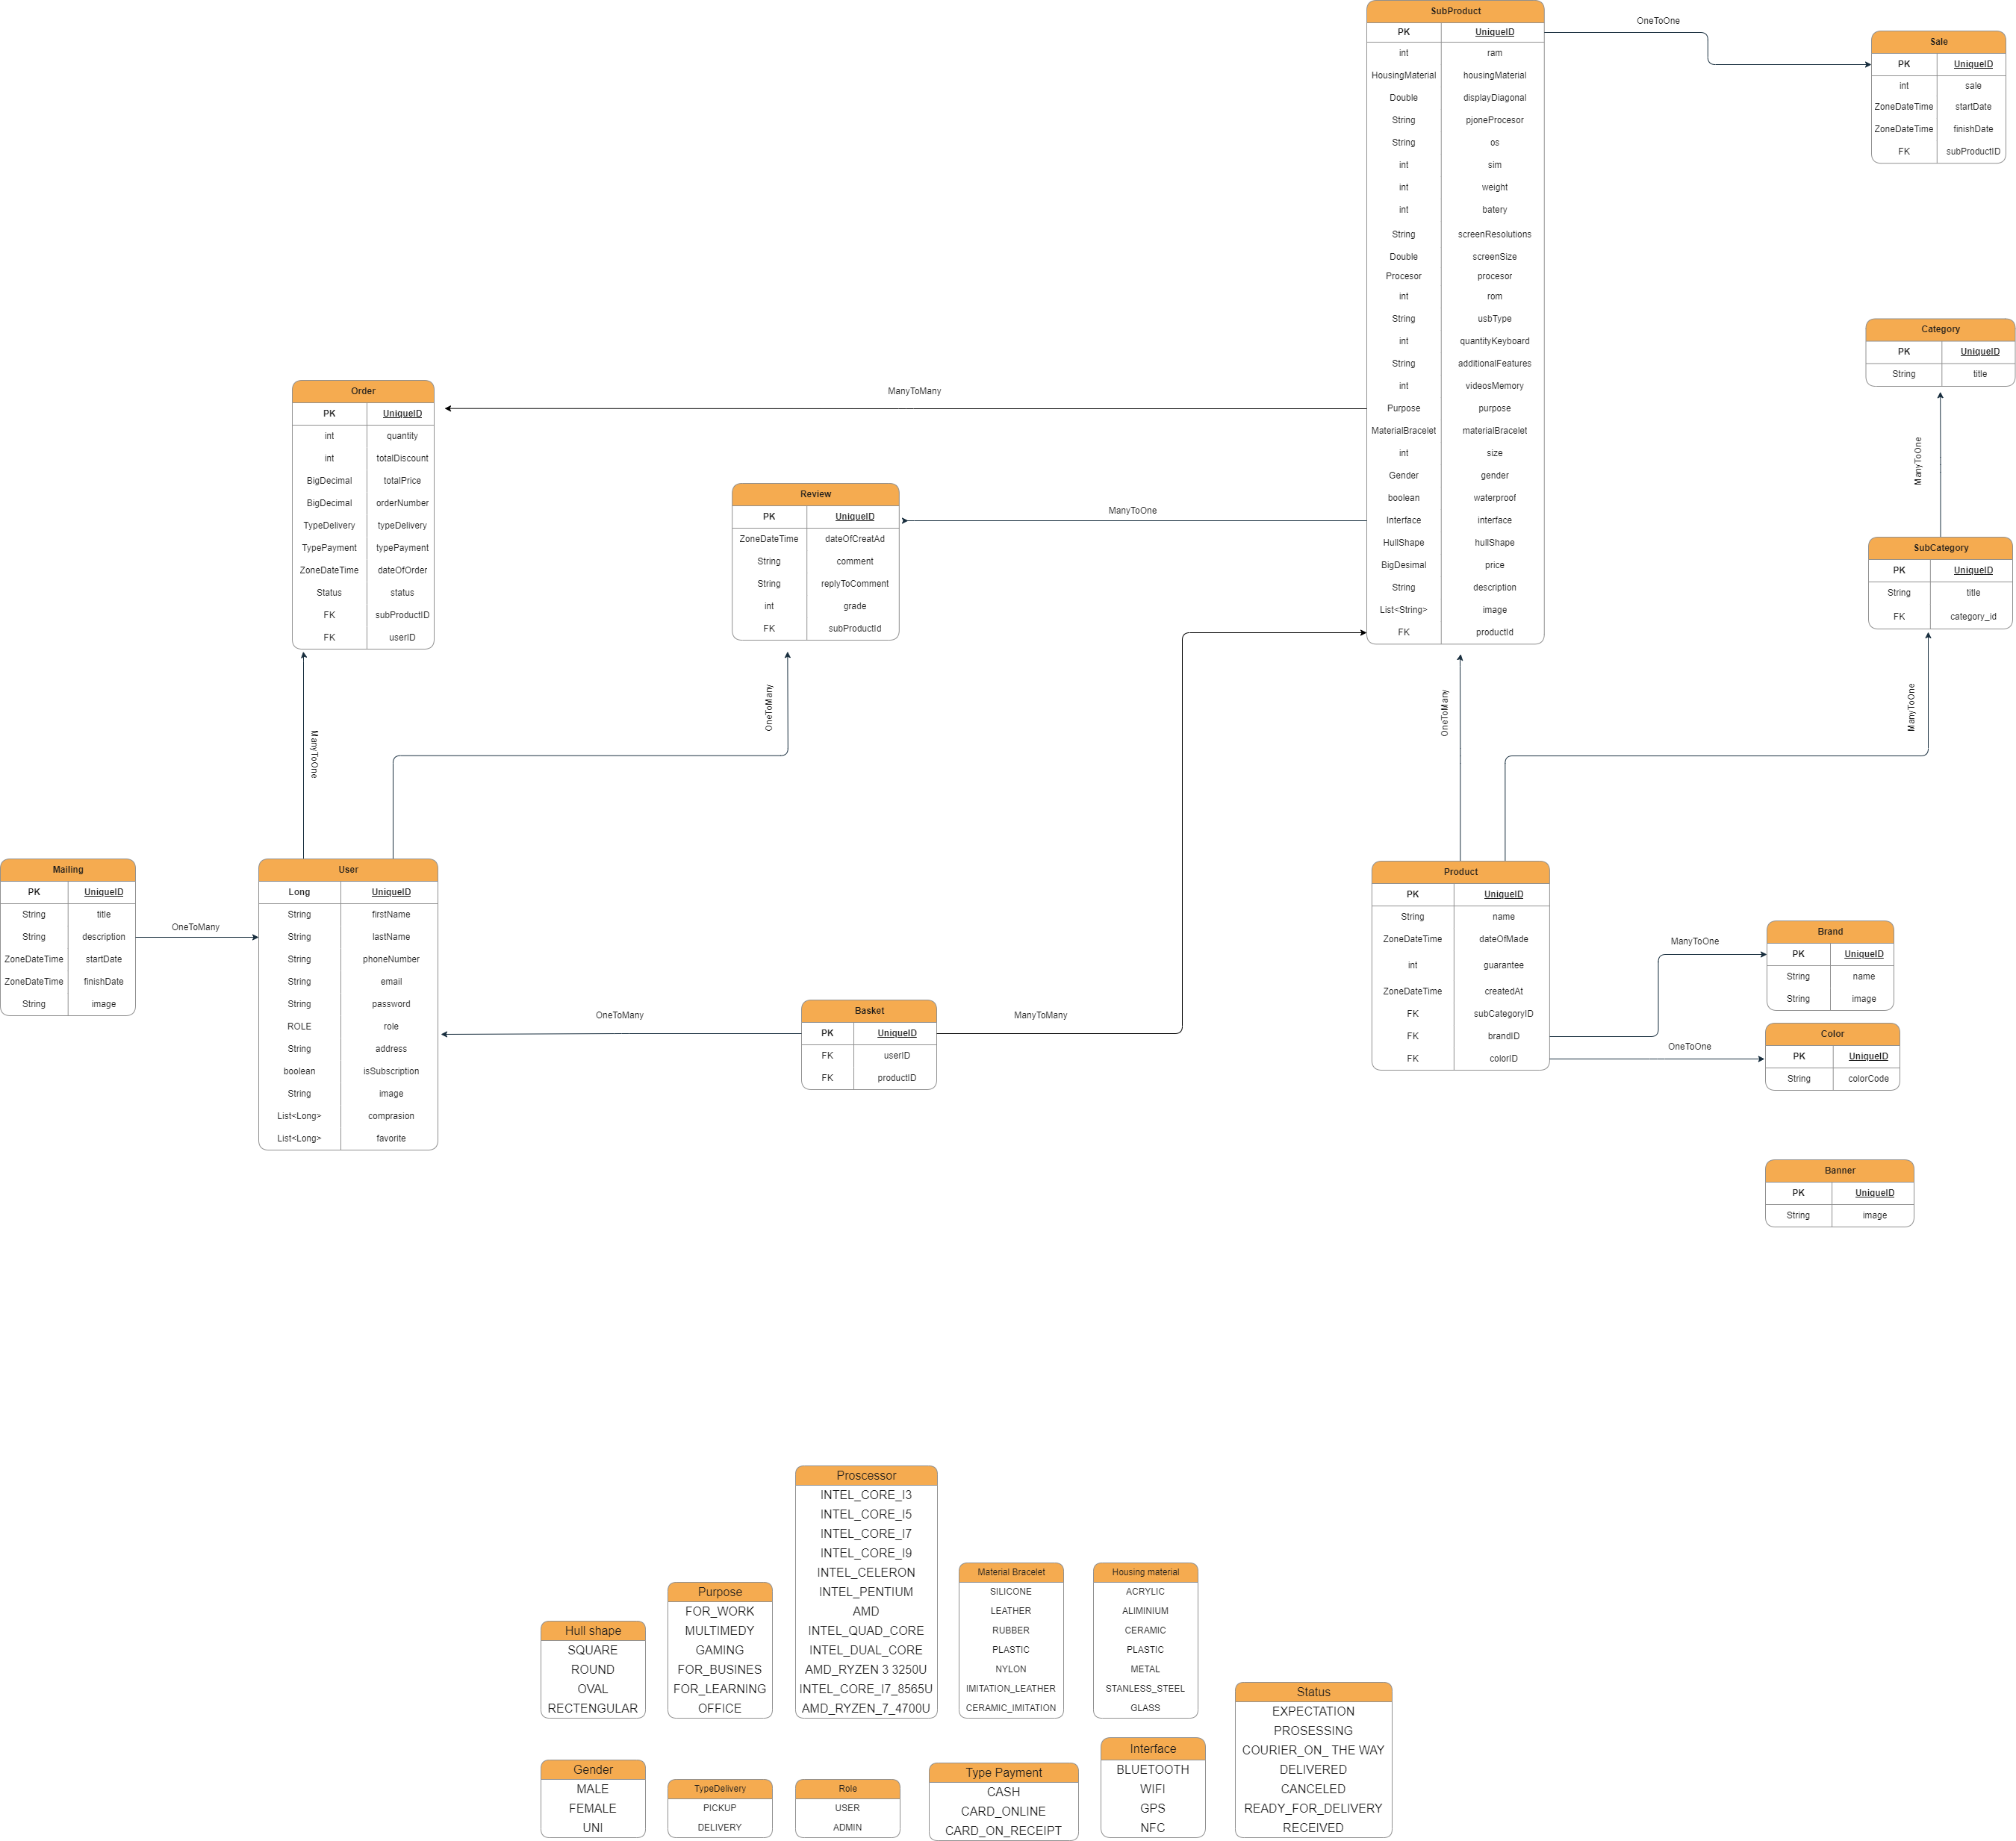 SubProduct
PK UniqueID
int ram
HousingMaterial housingMaterial
Double displayDiagonal
String pjoneProcesor
String os
int sim
int weight
int batery
String screenResolutions
Double screenSize
Procesor procesor
int rom
String usbType
int quantityKeyboard
String additionalFeatures
int videosMemory
Purpose purpose
MaterialBracelet materialBracelet
int size
Gender gender
boolean waterproof
Interface interface
HullShape hullShape
BigDesimal price
String description
List<String> image
FK productId
OneToOne
Sale
PK UniqueID
int sale
ZoneDateTime startDate
ZoneDateTime finishDate
FK subProductID
Category
PK UniqueID
String title
ManyToOne
SubCategory
PK UniqueID
String title
FK category_id
ManyToOne
Order
PK UniqueID
int quantity
int totalDiscount
BigDecimal totalPrice
BigDecimal orderNumber
TypeDelivery typeDelivery
TypePayment typePayment
ZoneDateTime dateOfOrder
Status status
FK subProductID
FK userID
ManyToMany
Review
PK UniqueID
ZoneDateTime dateOfCreatAd
String comment
String replyToComment
int grade
FK subProductId
ManyToOne
ManyToOne
OneToMany
OneToMany
Mailing
PK UniqueID
String title
String description
ZoneDateTime startDate
ZoneDateTime finishDate
String image
OneToMany
User
Long UniqueID
String firstName
String lastName
String phoneNumber
String email
String password
ROLE role
String address
boolean isSubscription
String image
List<Long> comprasion
List<Long> favorite
OneToMany
Basket
PK UniqueID
FK userID
FK productID
ManyToMany
Product
PK UniqueID
String name
ZoneDateTime dateOfMade
int guarantee
ZoneDateTime createdAt
FK subCategoryID
FK brandID
FK colorID
ManyToOne
Brand
PK UniqueID
String name
String image
OneToOne
Color
PK UniqueID
String colorCode
Banner
PK UniqueID
String image
Hull shape
SQUARE
ROUND
OVAL
RECTENGULAR
Purpose
FOR_WORK
MULTIMEDY
GAMING
FOR_BUSINES
FOR_LEARNING
OFFICE
Proscessor
INTEL_CORE_I3
INTEL_CORE_I5
INTEL_CORE_I7
INTEL_CORE_I9
INTEL_CELERON
INTEL_PENTIUM
AMD
INTEL_QUAD_CORE
INTEL_DUAL_CORE
AMD_RYZEN 3 3250U
INTEL_CORE_I7_8565U
AMD_RYZEN_7_4700U
Material Bracelet
SILICONE
LEATHER
RUBBER
PLASTIC
NYLON
IMITATION_LEATHER
CERAMIC_IMITATION
Housing material
ACRYLIC
ALIMINIUM
CERAMIC
PLASTIC
METAL
STANLESS_STEEL
GLASS
Status
EXPECTATION
PROSESSING
COURIER_ON_ THE WAY
DELIVERED
CANCELED
READY_FOR_DELIVERY
RECEIVED
Gender
MALE
FEMALE
UNI
TypeDelivery
PICKUP
DELIVERY
Role
USER
ADMIN
Type Payment
CASH
CARD_ONLINE
CARD_ON_RECEIPT
Interface
BLUETOOTH
WIFI
GPS
NFC